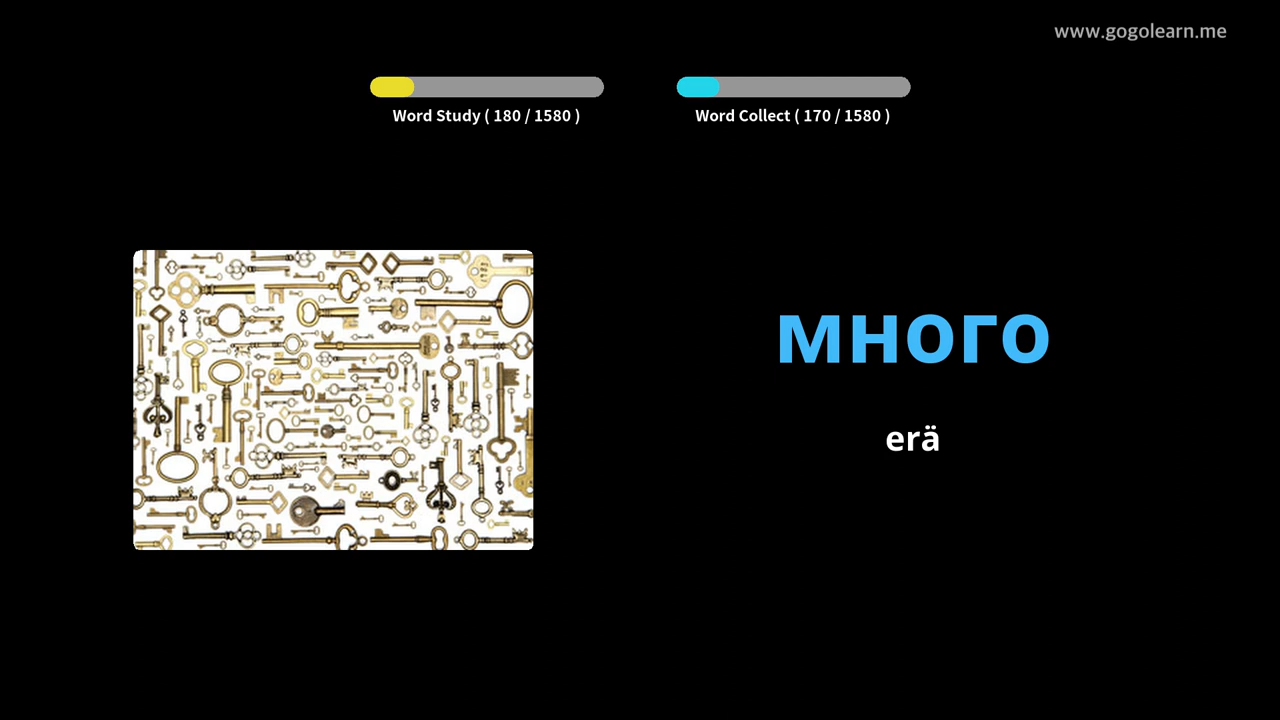 www.gogolearn.me
Word Study ( 180 / 1580 )
Word Collect ( 170 / 1580 )
много
erä